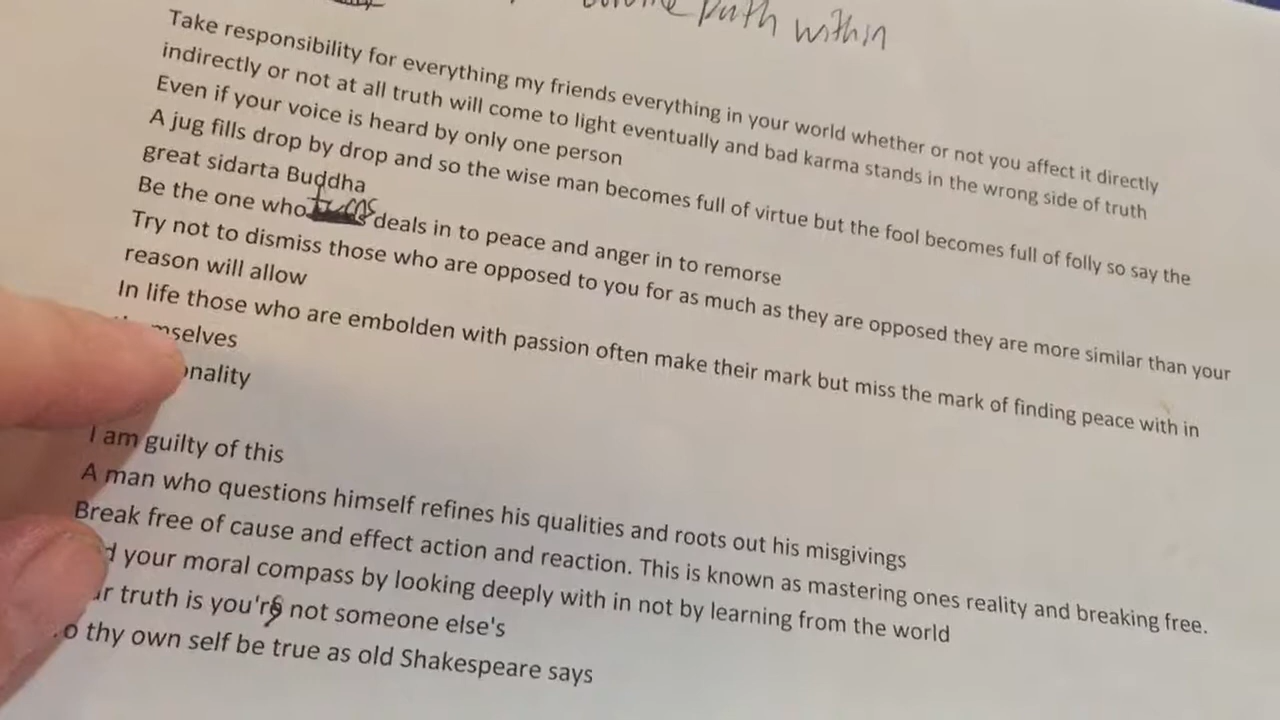 path within
Take responsibility for everything my friends everything in your world whether or not you affect it directly
indirectly or not at all truth will come to light eventually and bad karma stands in the wrong side of truth
Even if your voice is heard by only one person
A jug fills drop by drop and so the wise man becomes full of virtue but the fool becomes full of folly so say the
great sidarta Buddha
Be the one who turns deals in to peace and anger in to remorse
Try not to dismiss those who are opposed to you for as much as they are opposed they are more similar than your
reason will allow
In life those who are embolden with passion often make their mark but miss the mark of finding peace with in
themselves
onality
I am guilty of this
A man who questions himself refines his qualities and roots out his misgivings
Break free of cause and effect action and reaction. This is known as mastering ones reality and breaking free.
d your moral compass by looking deeply with in not by learning from the world
ur truth is you'rs not someone else's
To thy own self be true as old Shakespeare says